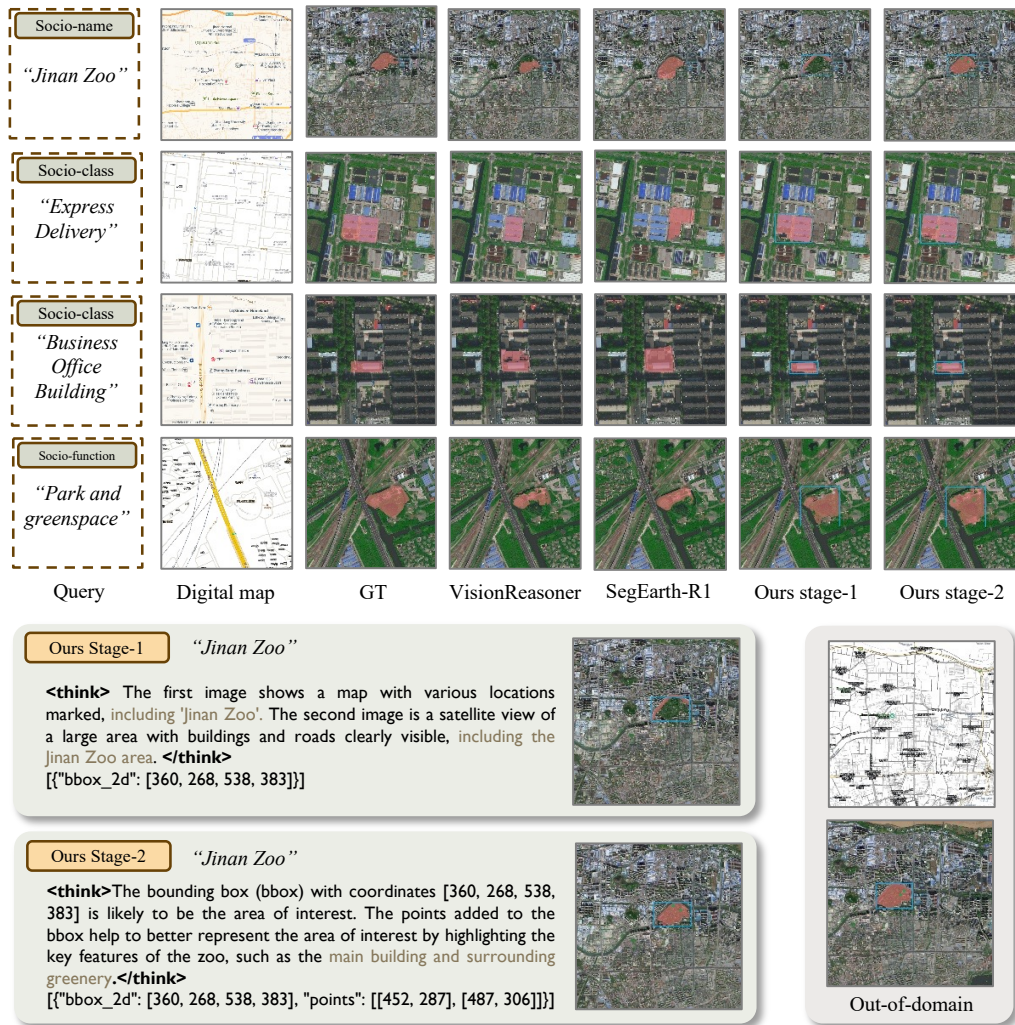 Socio-name
“Jinan Zoo”
Socio-class
“Express
Delivery”
Socio-class
“Business
Office
Building”
Socio-function
“Park and
greenspace”
Query
Digital map
GT
VisionReasoner
SegEarth-R1
Ours stage-1
Ours stage-2
Ours Stage-1
“Jinan Zoo”
<think> The first image shows a map with various locations
marked, including 'Jinan Zoo'. The second image is a satellite view of
a large area with buildings and roads clearly visible, including the
Jinan Zoo area. </think>
[{"bbox_2d": [360, 268, 538, 383]}]
Ours Stage-2
“Jinan Zoo”
<think>The bounding box (bbox) with coordinates [360, 268, 538,
383] is likely to be the area of interest. The points added to the
bbox help to better represent the area of interest by highlighting the
key features of the zoo, such as the main building and surrounding
greenery.</think>
[{"bbox_2d": [360, 268, 538, 383], "points": [[452, 287], [487, 306]]}]
Out-of-domain